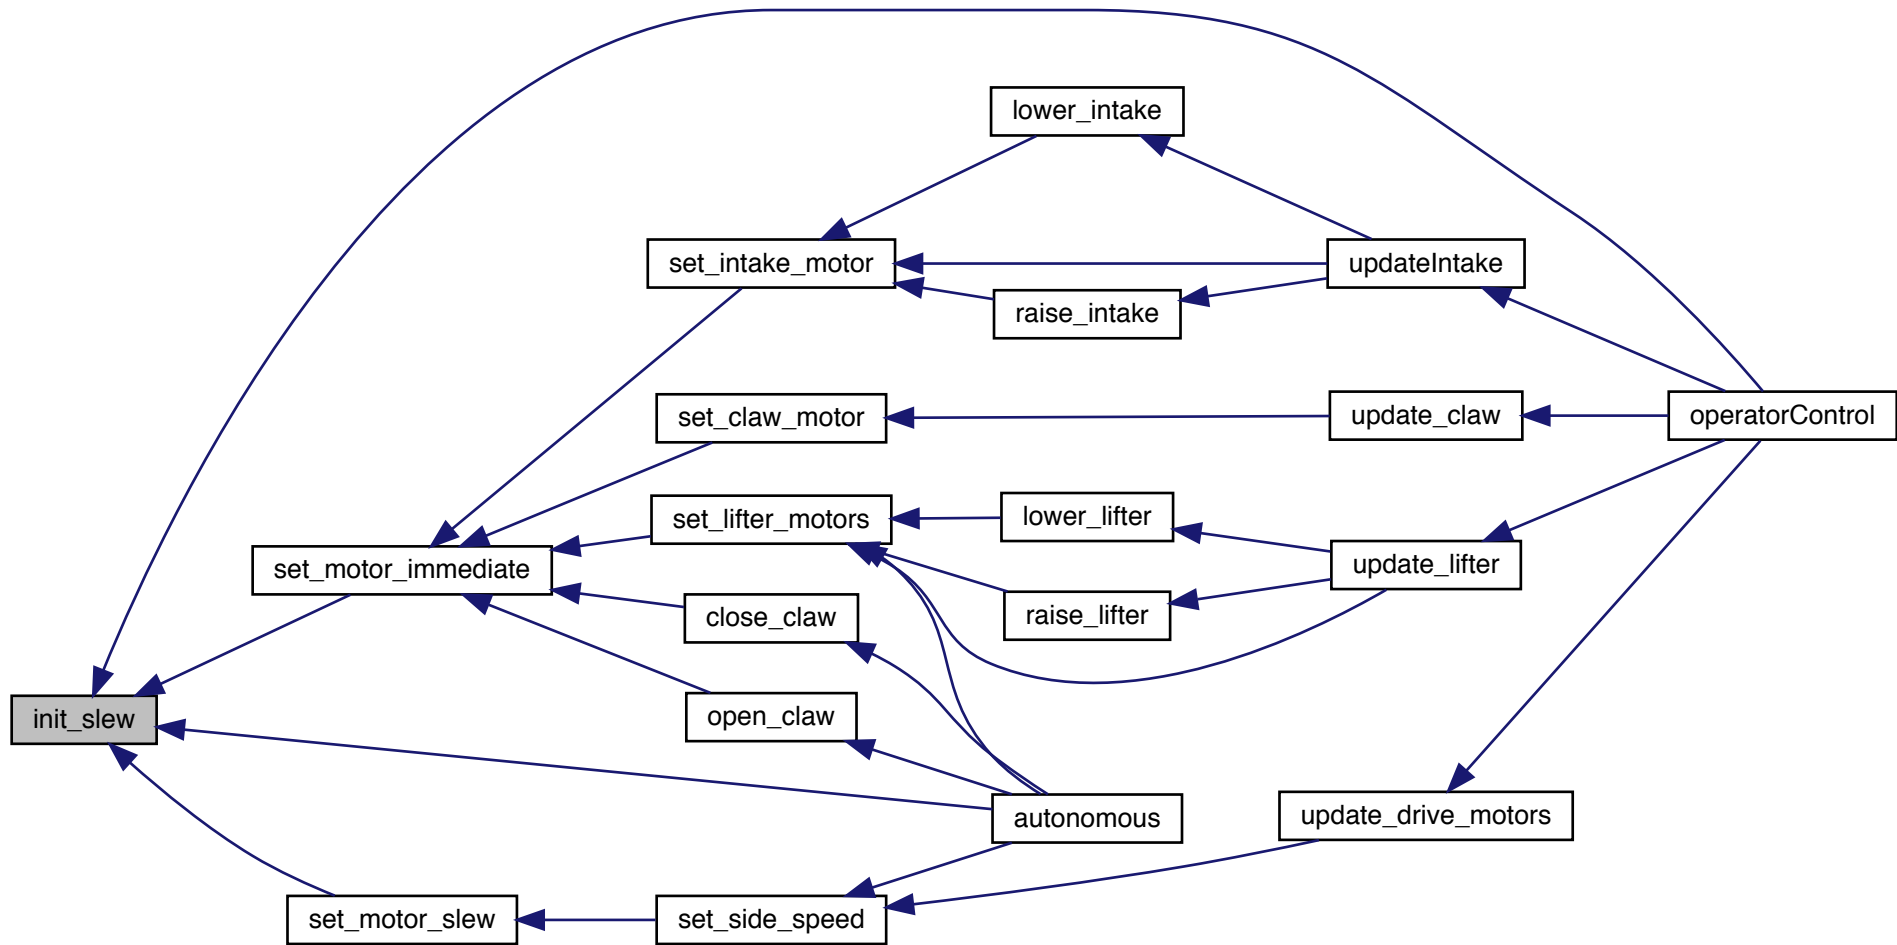 lower_intake
set_intake_motor
updateIntake
raise_intake
set_claw_motor
update_claw
operatorControl
set_lifter_motors
lower_lifter
set_motor_immediate
update_lifter
close_claw
raise_lifter
init_slew
open_claw
autonomous
update_drive_motors
set_motor_slew
set_side_speed